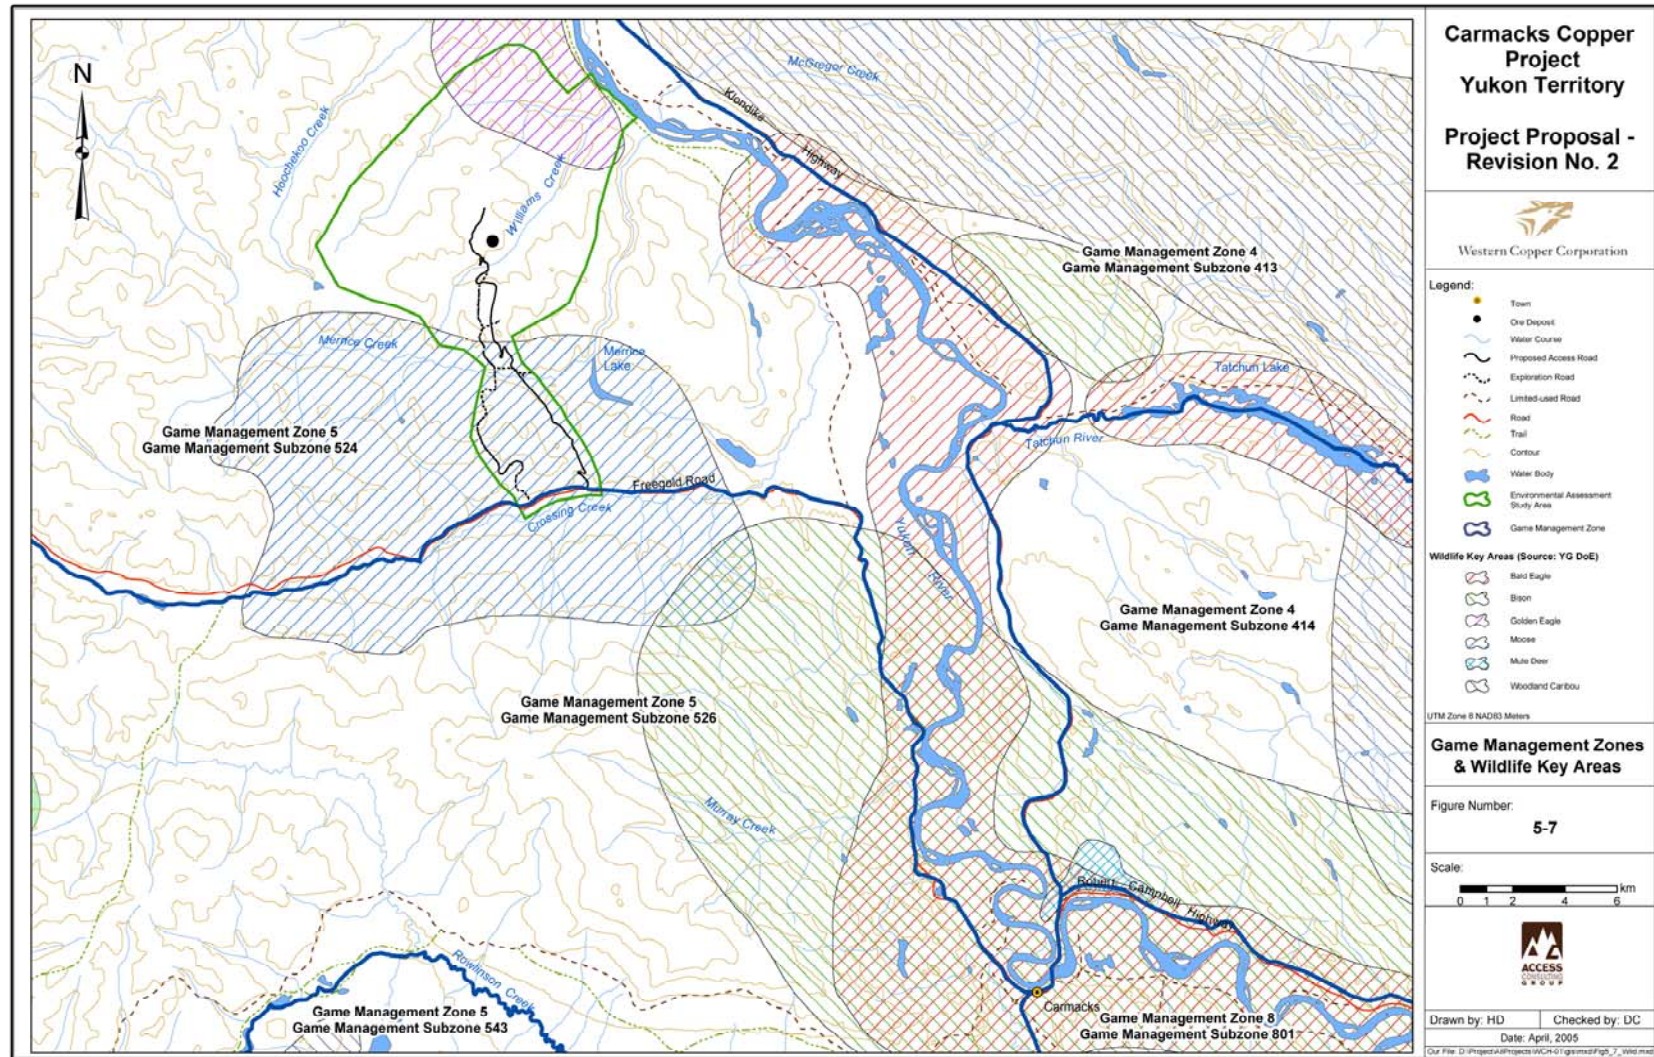 Carmacks Copper
Project
Yukon Territory
Project Proposal -
Revision No. 2
Western Copper Corporation
Legend:
Town
Ore Deposit
Water Course
Proposed Access Road
Exploration Road
Limited-used Road
Road
Trail
Contour
Water Body
Environmental Assessment
Study Area
Game Management Zone
Wildlife Key Areas (Source: YG DoE)
Bald Eagle
Bison
Golden Eagle
Moose
Mule Deer
Woodland Caribou
UTM Zone 8 NAD83 Meters
Game Management Zones
& Wildlife Key Areas
Figure Number:
5-7
Scale:
km
0 1 2 4 6
ACCESS
CONSULTING
GROUP
Drawn by: HD
Checked by: DC
Date: April, 2005
N
Hoochekoo Creek
Williams Creek
McGregor Creek
Klondike Highway
Game Management Zone 4
Game Management Subzone 413
Merrice Creek
Merrice
Lake
Tatchun Lake
Tatchun River
Game Management Zone 5
Game Management Subzone 524
Freegold Road
Crossing Creek
Yukon River
Game Management Zone 4
Game Management Subzone 414
Game Management Zone 5
Game Management Subzone 526
Murray Creek
Robert Campbell Highway
Rowlinson Creek
Game Management Zone 5
Game Management Subzone 543
Carmacks
Game Management Zone 8
Game Management Subzone 801